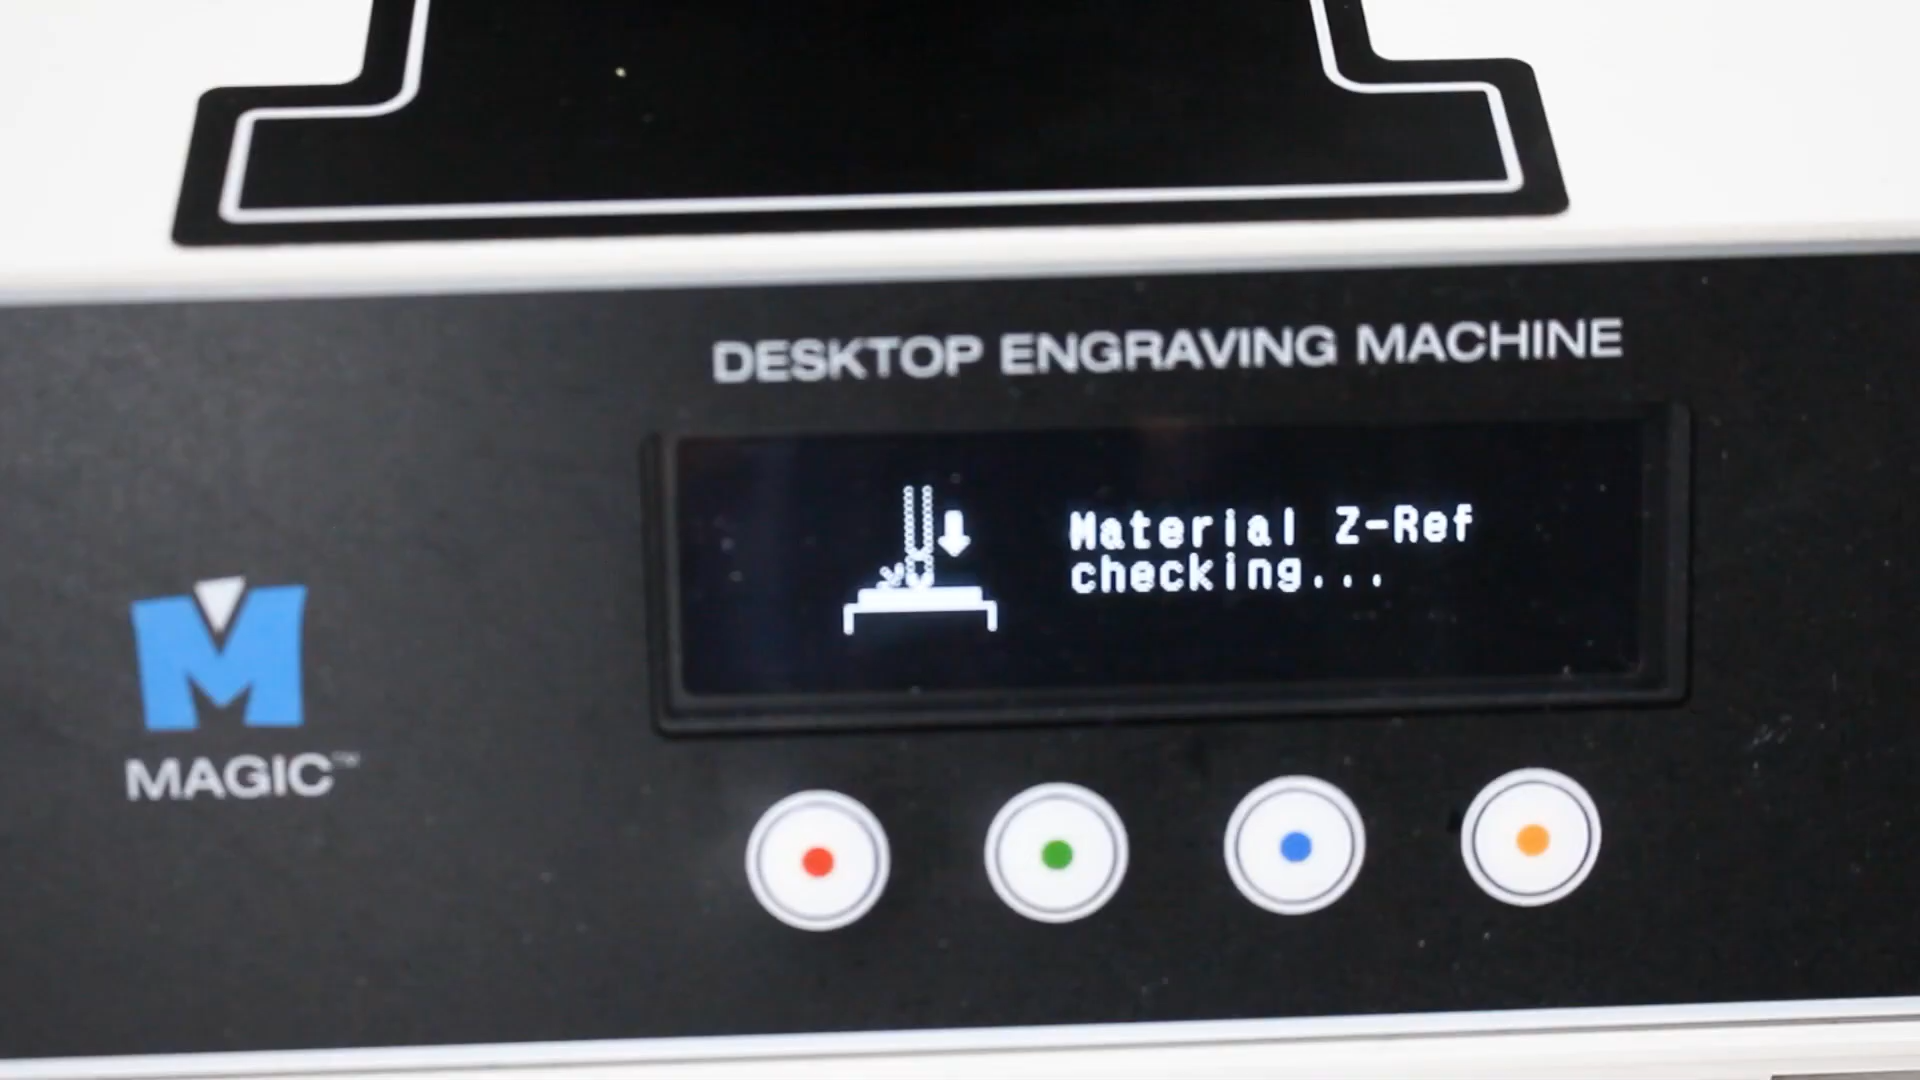 DESKTOP ENGRAVING MACHINE
Material Z-Ref
checking...
M
MAGIC™